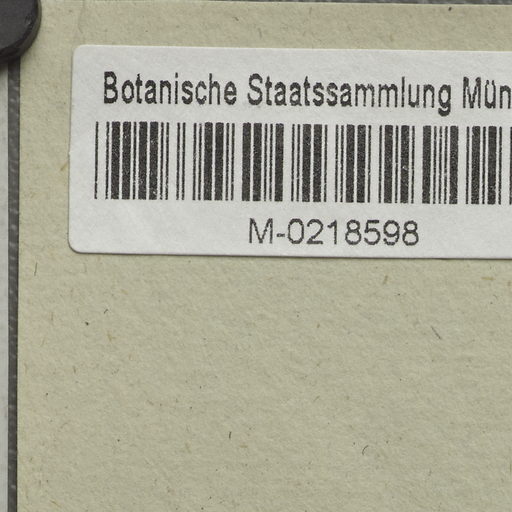 Botanische Staatssammlung Mün
M-0218598